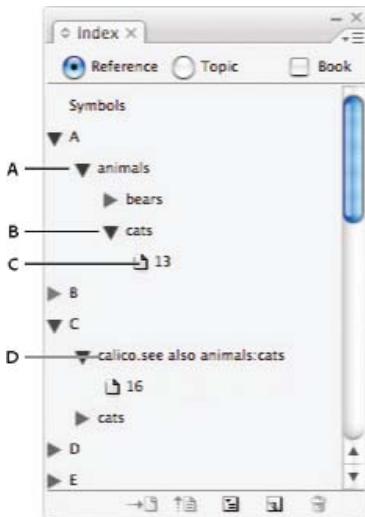 Index
Reference Topic Book
Symbols
A
A animals
bears
B cats
C 13
B
C
D calico.see also animals:cats
16
cats
D
E